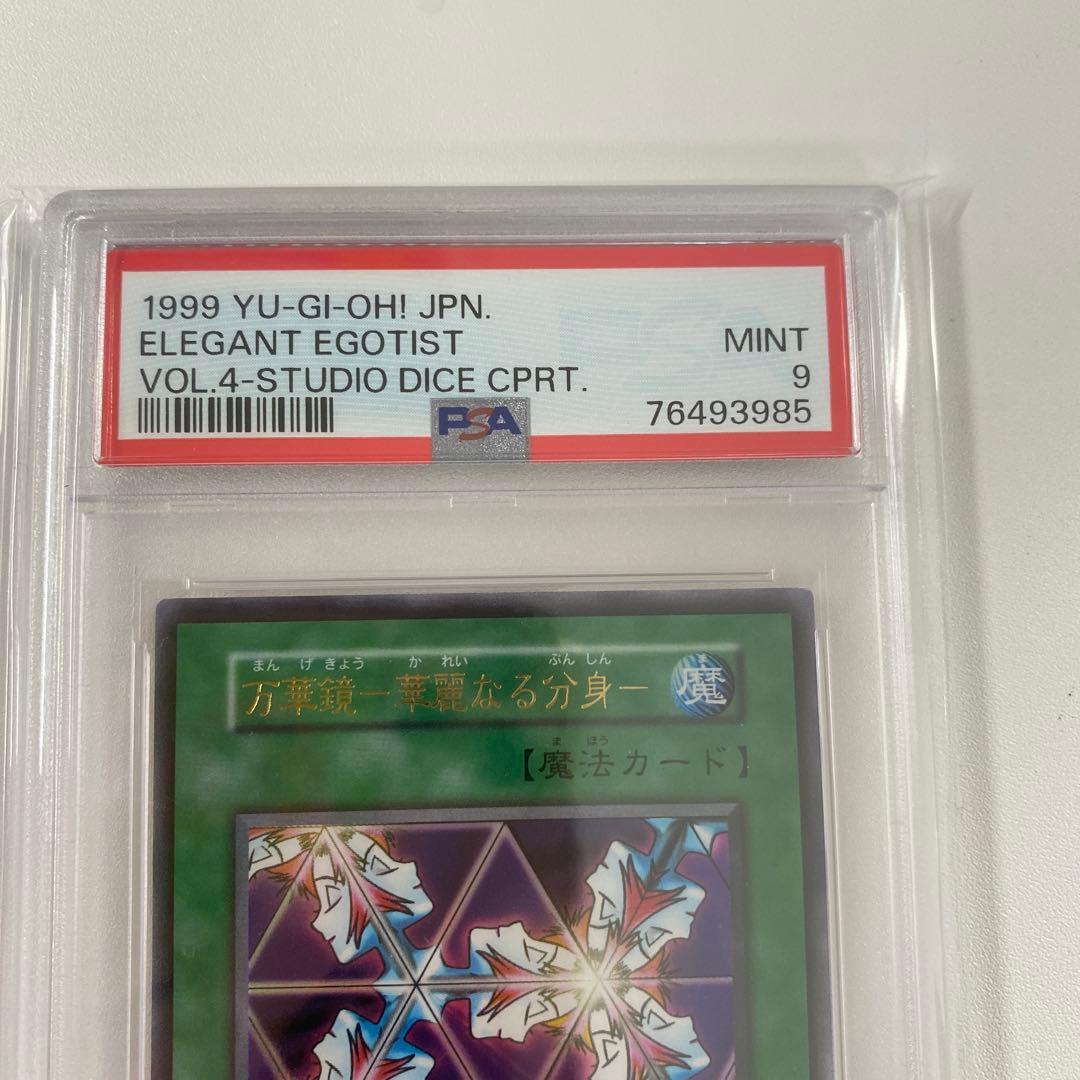 1999 YU-GI-OH! JPN.
ELEGANT EGOTIST MINT
VOL.4-STUDIO DICE CPRT. 9
PSA 76493985
まん げ きょう か れい ぶん しん
万華鏡－華麗なる分身－
ま
魔
ま ほう
【魔法カード】